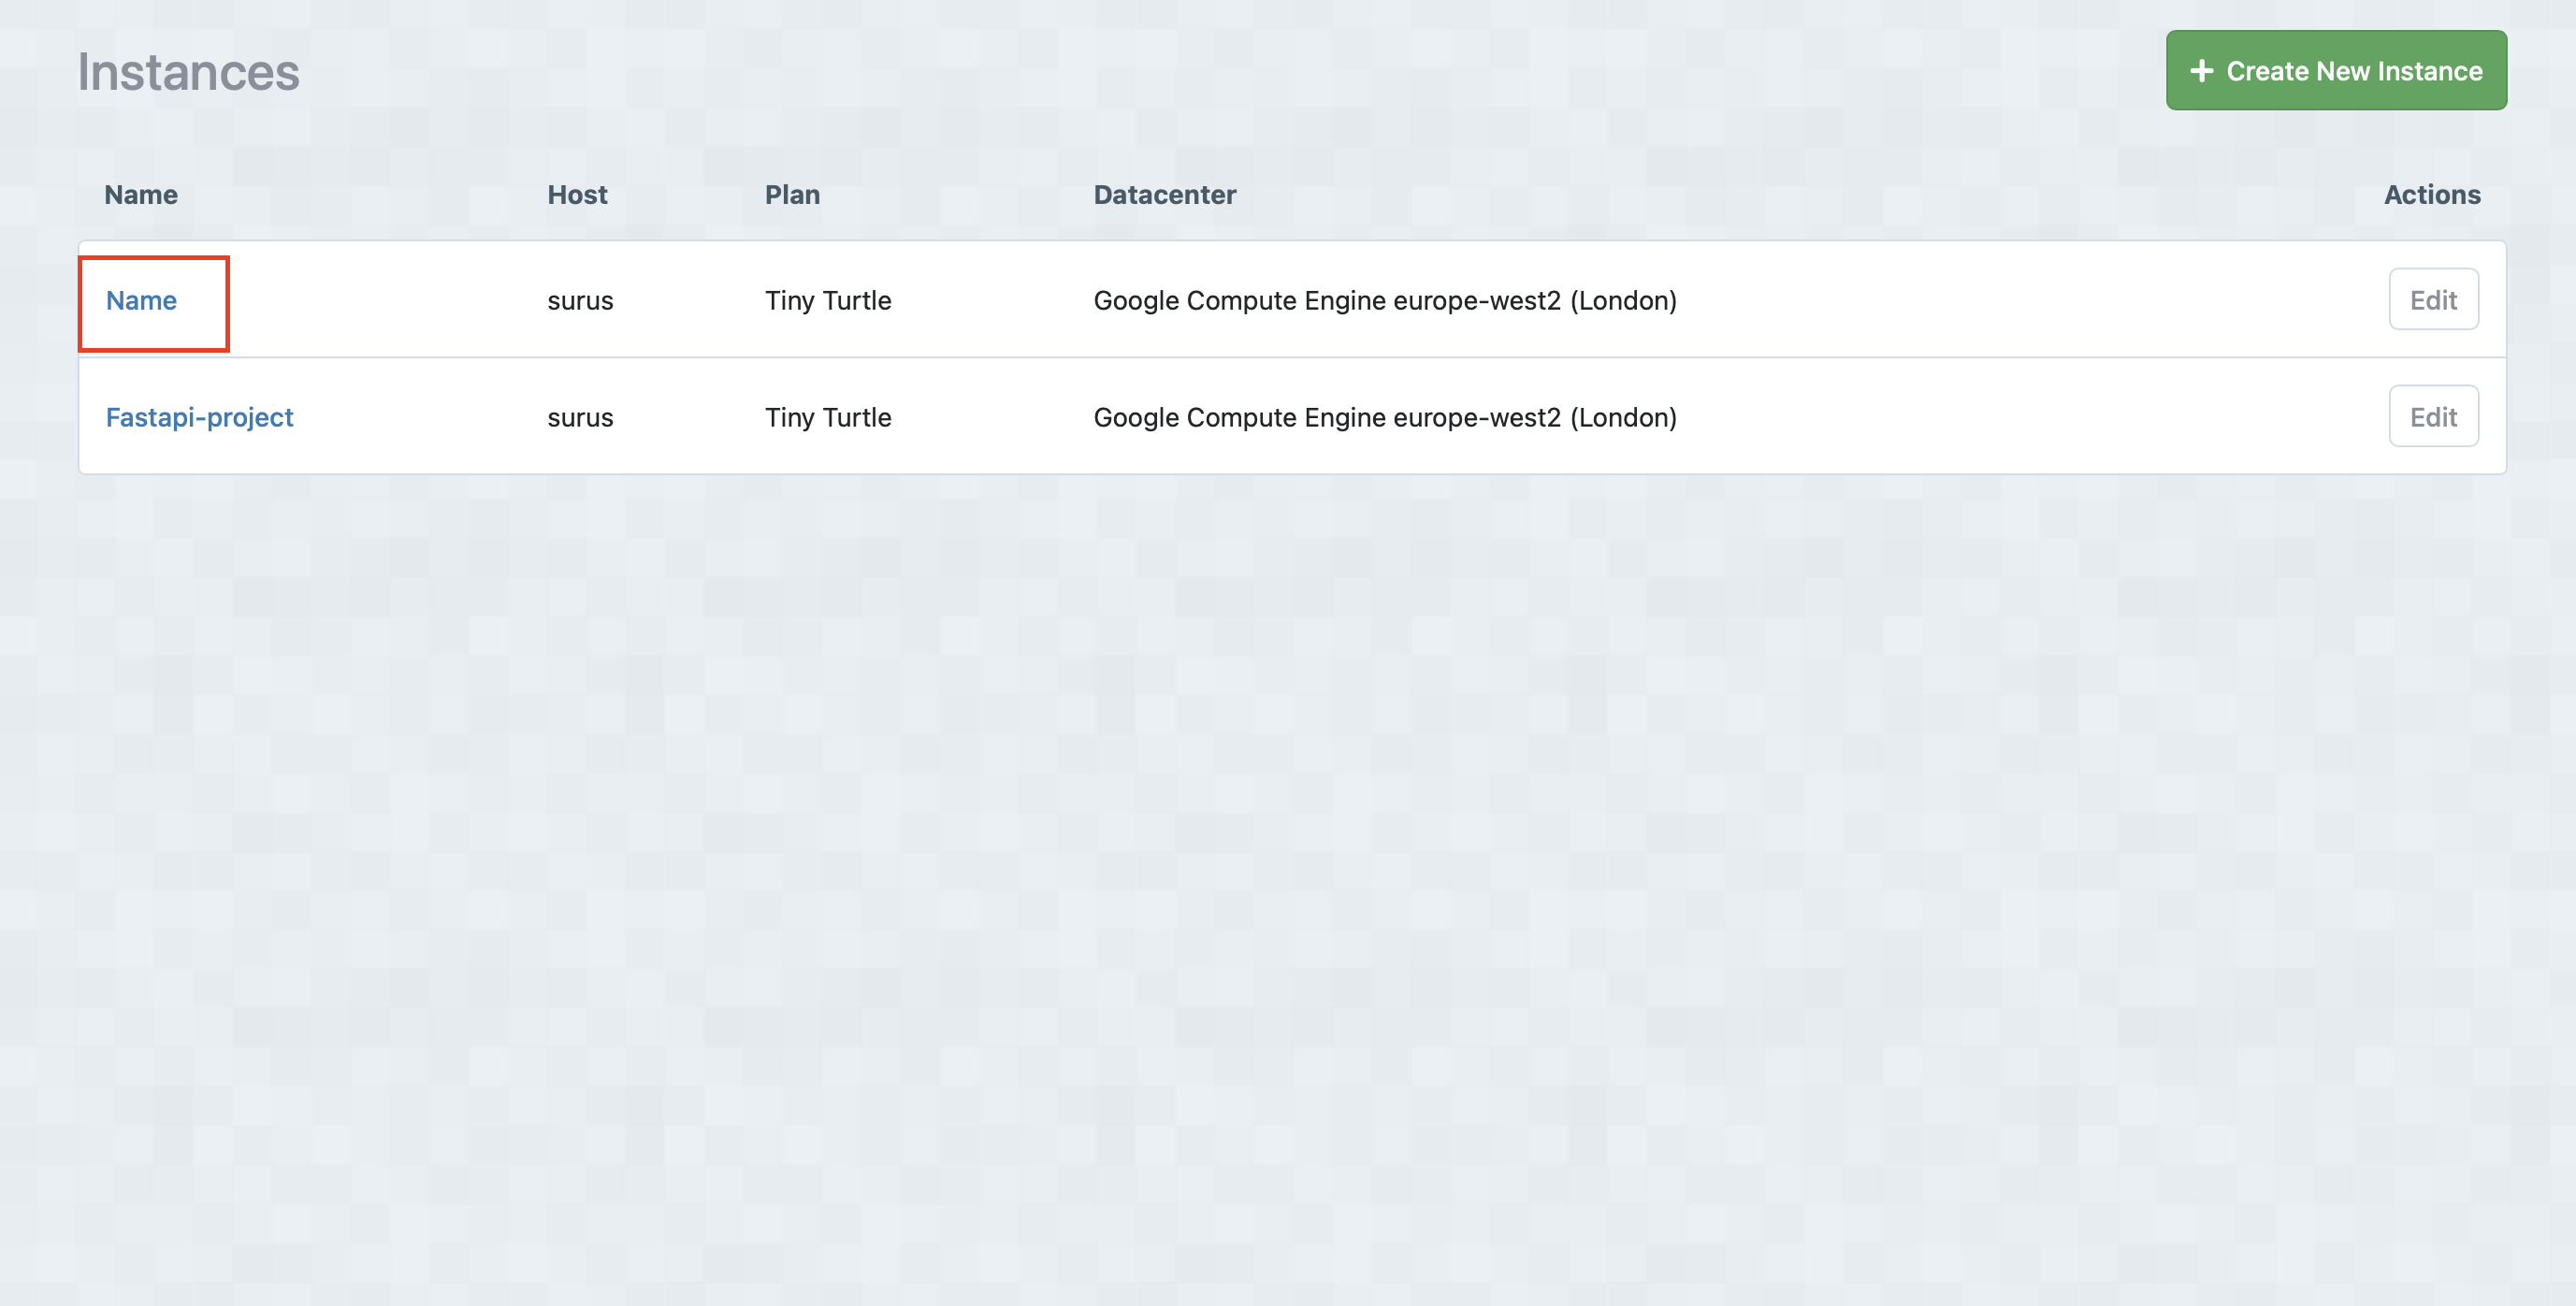 Instances
+ Create New Instance
Name Host Plan Datacenter Actions
Name surus Tiny Turtle Google Compute Engine europe-west2 (London) Edit
Fastapi-project surus Tiny Turtle Google Compute Engine europe-west2 (London) Edit